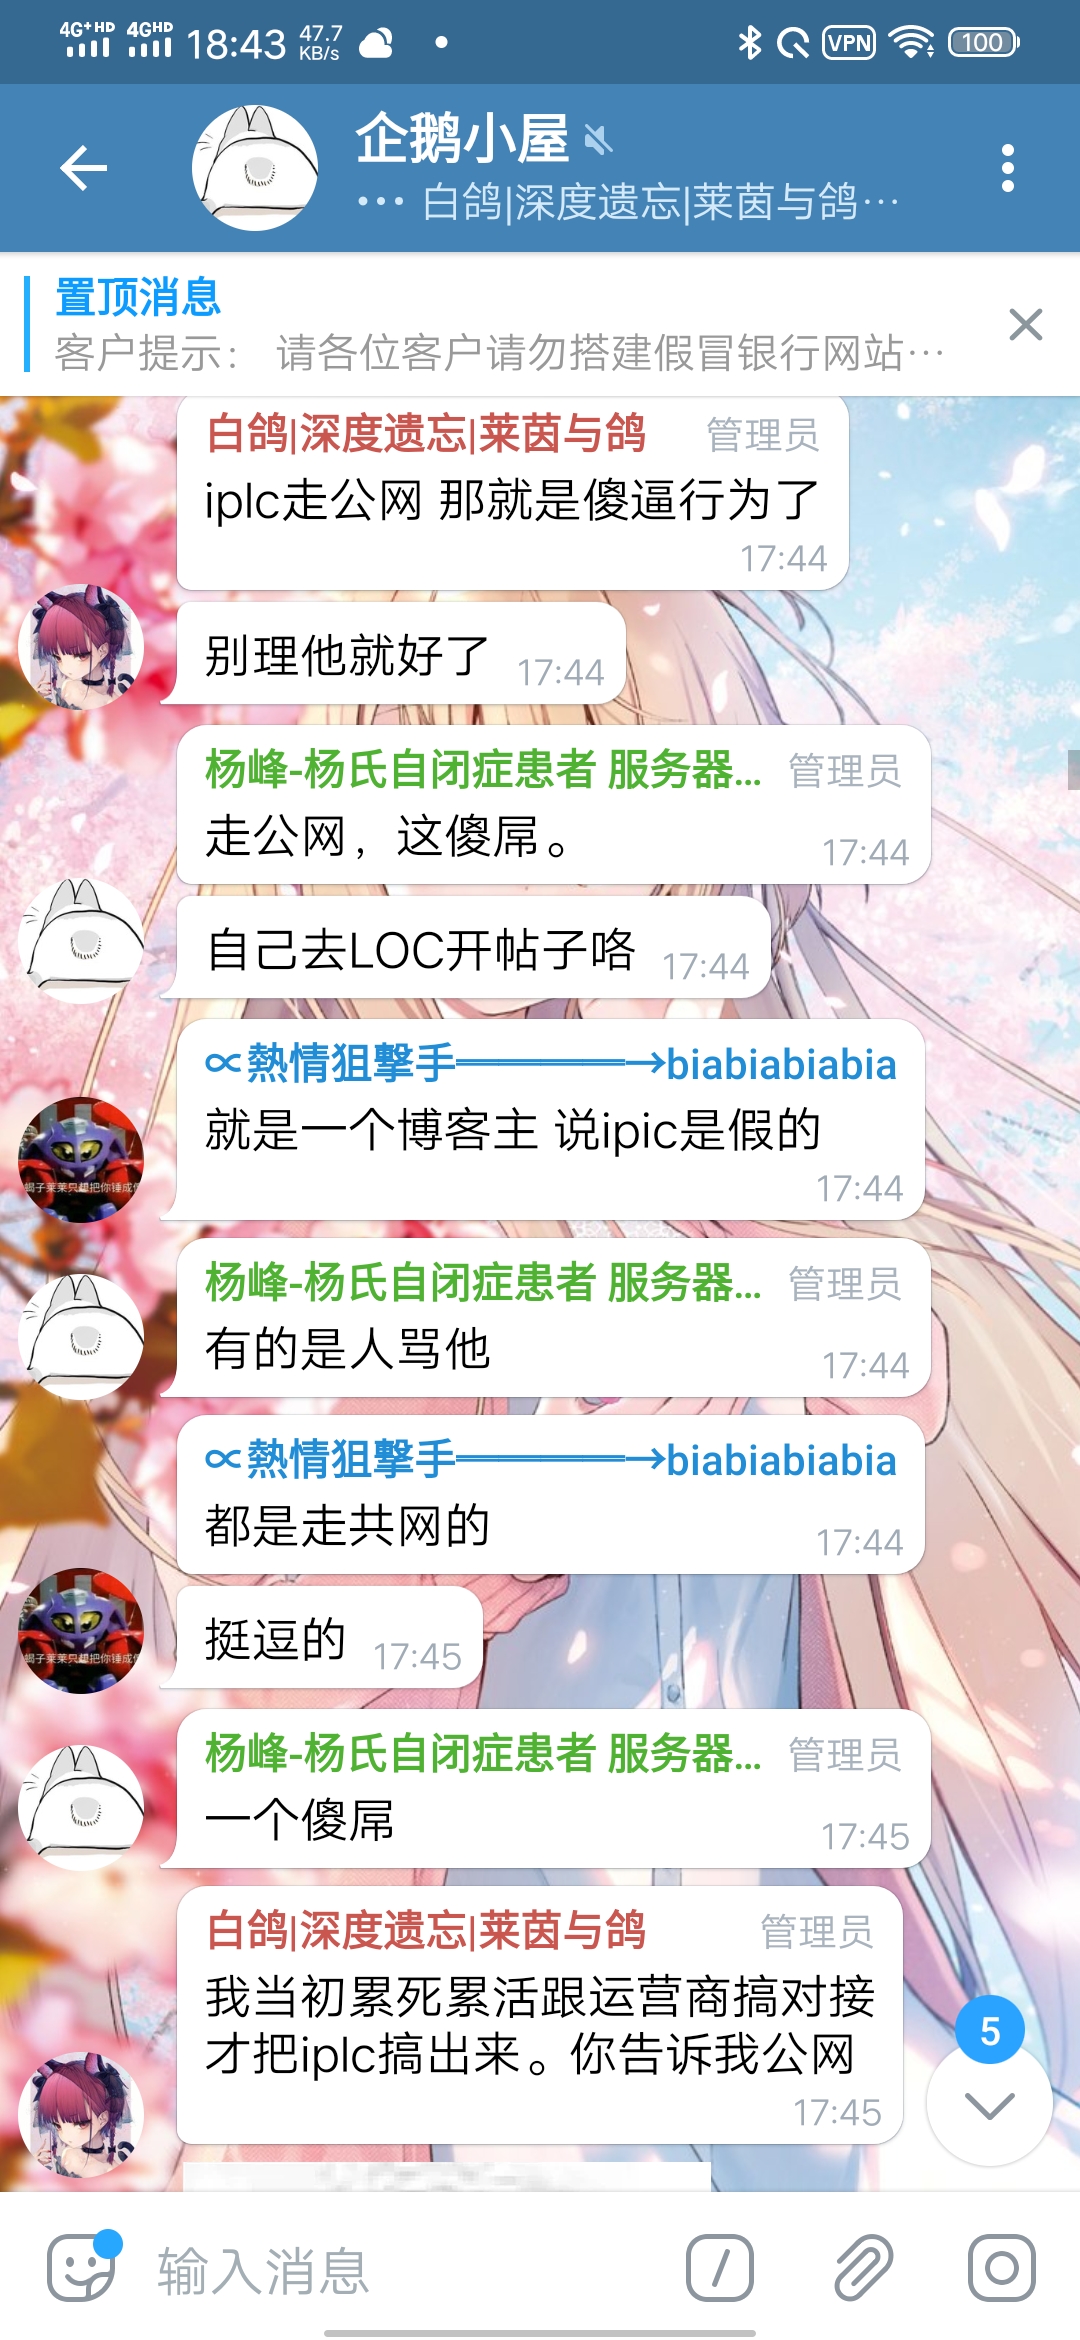 4G+HD 4GHD 18:43 47.7 KB/s VPN 100
企鹅小屋
··· 白鸽|深度遗忘|莱茵与鸽···
置顶消息
客户提示： 请各位客户请勿搭建假冒银行网站···
白鸽|深度遗忘|莱茵与鸽 管理员
iplc走公网 那就是傻逼行为了
17:44
别理他就好了 17:44
杨峰-杨氏自闭症患者 服务器... 管理员
走公网，这傻屌。 17:44
自己去LOC开帖子咯 17:44
∝熱情狙撃手═════→biabiabiabia
就是一个博客主 说ipic是假的
17:44
杨峰-杨氏自闭症患者 服务器... 管理员
有的是人骂他 17:44
∝熱情狙撃手═════→biabiabiabia
都是走共网的 17:44
挺逗的 17:45
杨峰-杨氏自闭症患者 服务器... 管理员
一个傻屌 17:45
白鸽|深度遗忘|莱茵与鸽 管理员
我当初累死累活跟运营商搞对接
才把iplc搞出来。你告诉我公网
17:45
5
输入消息